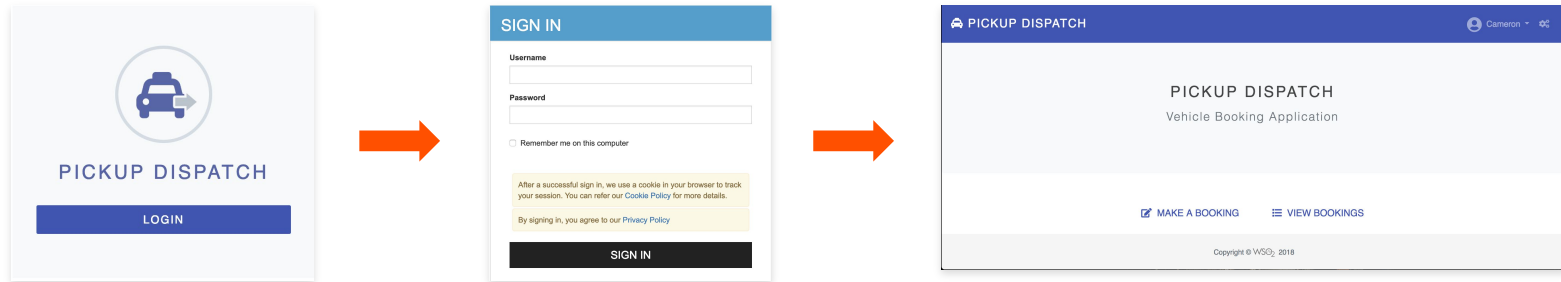 PICKUP DISPATCH
LOGIN
SIGN IN
Username
Password
Remember me on this computer
After a successful sign in, we use a cookie in your browser to track
your session. You can refer our Cookie Policy for more details.
By signing in, you agree to our Privacy Policy
SIGN IN
PICKUP DISPATCH
Cameron
PICKUP DISPATCH
Vehicle Booking Application
MAKE A BOOKING
VIEW BOOKINGS
Copyright © WSO2 2018